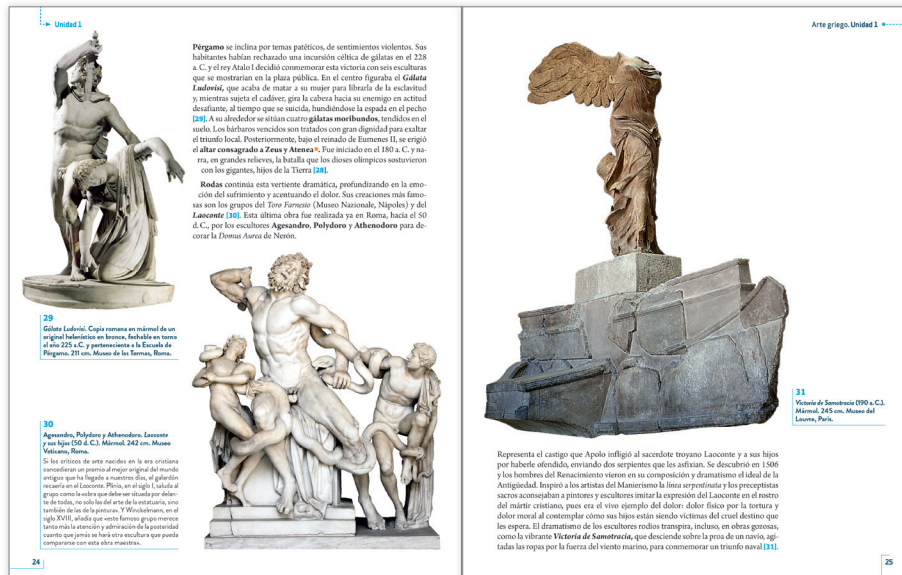 Unidad 1
Pérgamo se inclina por temas patéticos, de sentimientos violentos. Sus
habitantes habían rechazado una incursión céltica de gálatas en el 228
a. C. y el rey Atalo I decidió conmemorar esta victoria con seis esculturas
que se mostrarían en la plaza pública. En el centro figuraba el Gálata
Ludovisi, que acaba de matar a su mujer para librarla de la esclavitud
y, mientras sujeta el cadáver, gira la cabeza hacia su enemigo en actitud
desafiante, al tiempo que se suicida, hundiéndose la espada en el pecho
[29]. A su alrededor se sitúan cuatro gálatas moribundos, tendidos en el
suelo. Los bárbaros vencidos son tratados con gran dignidad para exaltar
el triunfo local. Posteriormente, bajo el reinado de Eumenes II, se erigió
el altar consagrado a Zeus y Atenea. Fue iniciado en el 180 a. C. y na-
rra, en grandes relieves, la batalla que los dioses olímpicos sostuvieron
con los gigantes, hijos de la Tierra [28].
Rodas continúa esta vertiente dramática, profundizando en la emo-
ción del sufrimiento y acentuando el dolor. Sus creaciones más famo-
sas son los grupos del Toro Farnesio (Museo Nazionale, Nápoles) y del
Laoconte [30]. Esta última obra fue realizada ya en Roma, hacia el 50
d. C., por los escultores Agesandro, Polydoro y Athenodoro para de-
corar la Domus Aurea de Nerón.
29
Gálata Ludovisi. Copia romana en mármol de un
original helenístico en bronce, fechable en torno
al año 225 a.C. y perteneciente a la Escuela de
Pérgamo. 211 cm. Museo de las Termas, Roma.
30
Agesandro, Polydoro y Athenodoro. Laoconte
y sus hijos (50 d. C.). Mármol. 242 cm. Museo
Vaticano, Roma.
Si los críticos de arte nacidos en la era cristiana
concedieran un premio al mejor original del mundo
antiguo que ha llegado a nuestros días, el galardón
recaería en el Laoconte. Plinio, en el siglo I, saluda al
grupo como la «obra que debe ser situada por delan-
te de todas, no solo las del arte de la estatuaria, sino
también de las de la pintura». Y Winckelmann, en el
siglo XVIII, añadía que «este famoso grupo merece
tanto más la atención y admiración de la posteridad
cuanto que jamás se hará otra escultura que pueda
compararse con esta obra maestra».
24
Arte griego. Unidad 1
31
Victoria de Samotracia (190 a. C.).
Mármol. 245 cm. Museo del
Louvre, París.
Representa el castigo que Apolo infligió al sacerdote troyano Laoconte y a sus hijos
por haberle ofendido, enviando dos serpientes que los asfixian. Se descubrió en 1506
y los hombres del Renacimiento vieron en su composición y dramatismo el ideal de la
Antigüedad. Inspiró a los artistas del Manierismo la línea serpentinata y los preceptistas
sacros aconsejaban a pintores y escultores imitar la expresión del Laoconte en el rostro
del mártir cristiano, pues era el vivo ejemplo del dolor: dolor físico por la tortura y
dolor moral al contemplar cómo sus hijos están siendo víctimas del cruel destino que
les espera. El dramatismo de los escultores rodios transpira, incluso, en obras gozosas,
como la vibrante Victoria de Samotracia, que desciende sobre la proa de un navío, agi-
tadas las ropas por la fuerza del viento marino, para conmemorar un triunfo naval [31].
25